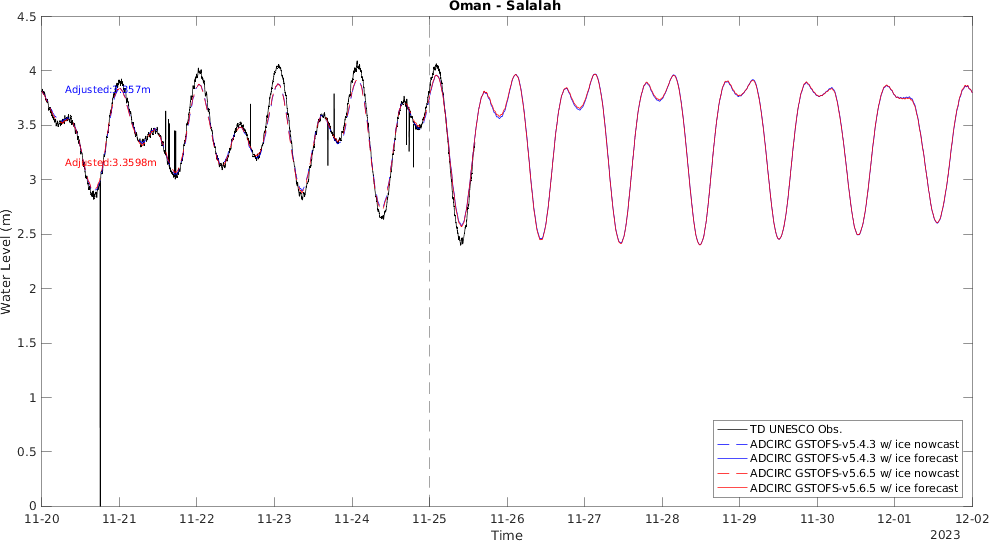 Oman - Salalah
4.5
4
3.5
3
2.5
2
1.5
1
0.5
0
Water Level (m)
Adjusted:3.357m
Adjusted:3.3598m
TD UNESCO Obs.
ADCIRC GSTOFS-v5.4.3 w/ ice nowcast
ADCIRC GSTOFS-v5.4.3 w/ ice forecast
ADCIRC GSTOFS-v5.6.5 w/ ice nowcast
ADCIRC GSTOFS-v5.6.5 w/ ice forecast
11-20 11-21 11-22 11-23 11-24 11-25 11-26 11-27 11-28 11-29 11-30 12-01 12-02
Time
2023